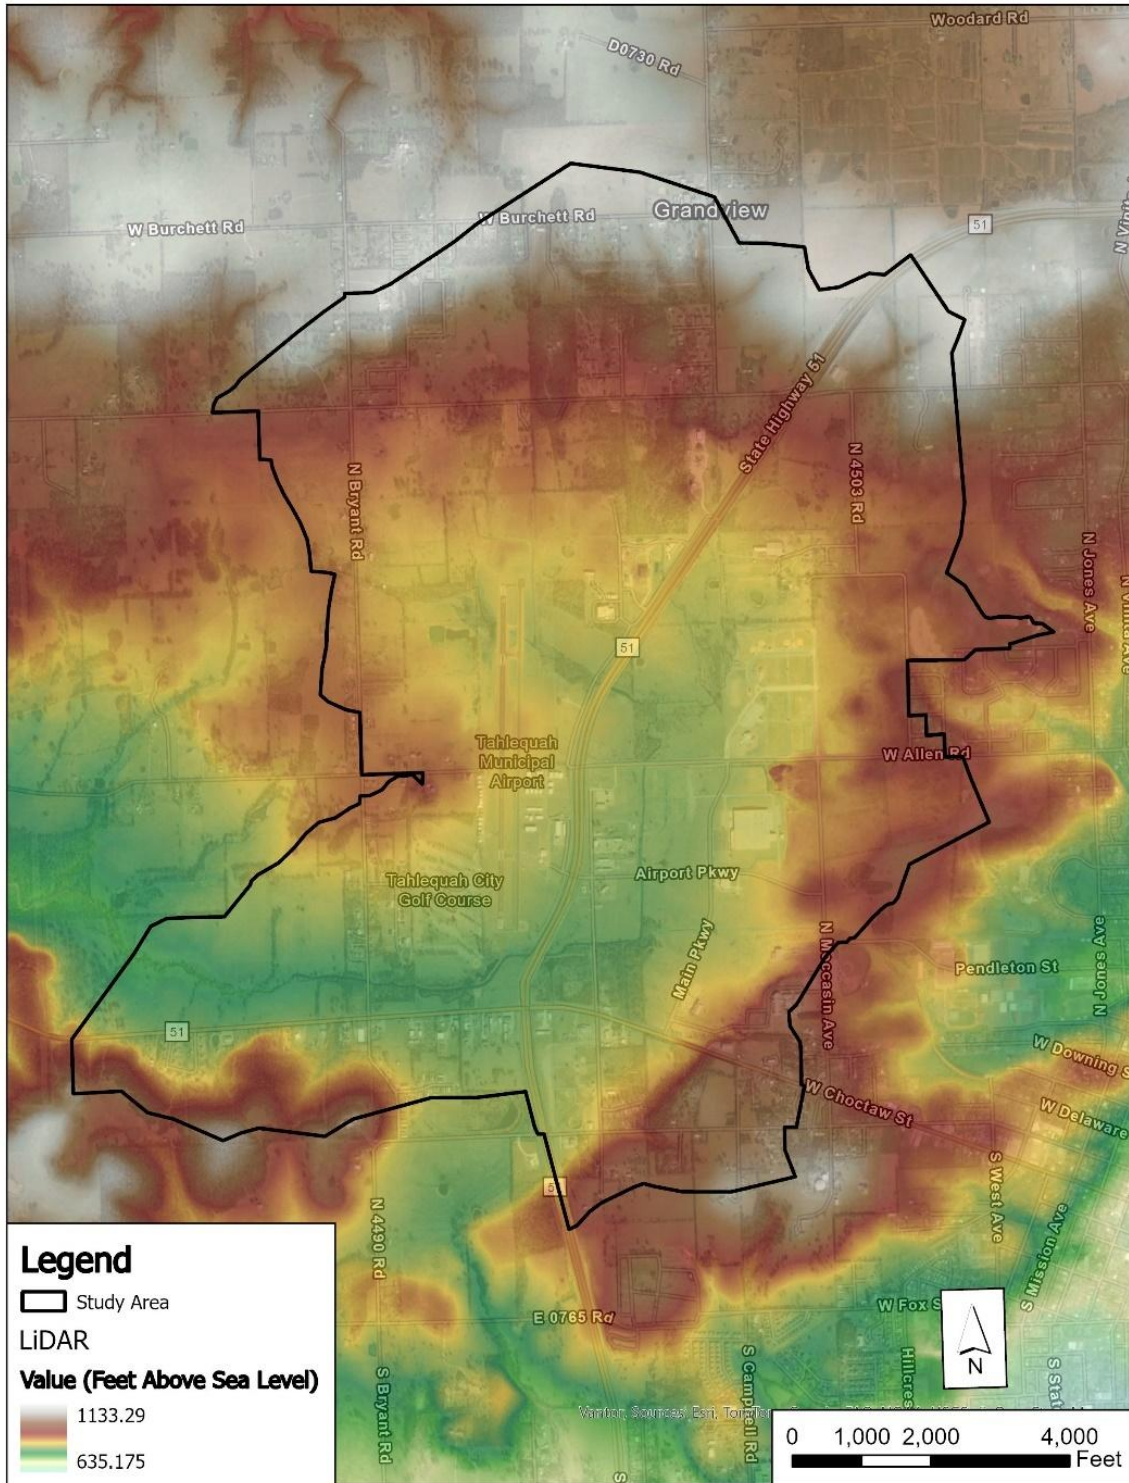 Woodard Rd
D0730 Rd
W Burchett Rd
W Burchett Rd
Grandview
51
State Highway 51
N 4503 Rd
N Bryant Rd
N Jones Ave
51
Tahlequah
Municipal
Airport
W Allen Rd
Tahlequah City
Golf Course
Airport Pkwy
Main Pkwy
N Moccasin Ave
Pendleton St
N Jones Ave
51
W Downing S
W Choctaw St
W Delaware
N 4490 Rd
S West Ave
S Mission Ave
E 0765 Rd
W Fox S
S Bryant Rd
S Campbell Rd
Hillcres
S Stat
S
Legend
Study Area
LiDAR
Value (Feet Above Sea Level)
1133.29
635.175
N
0 1,000 2,000 4,000
Feet